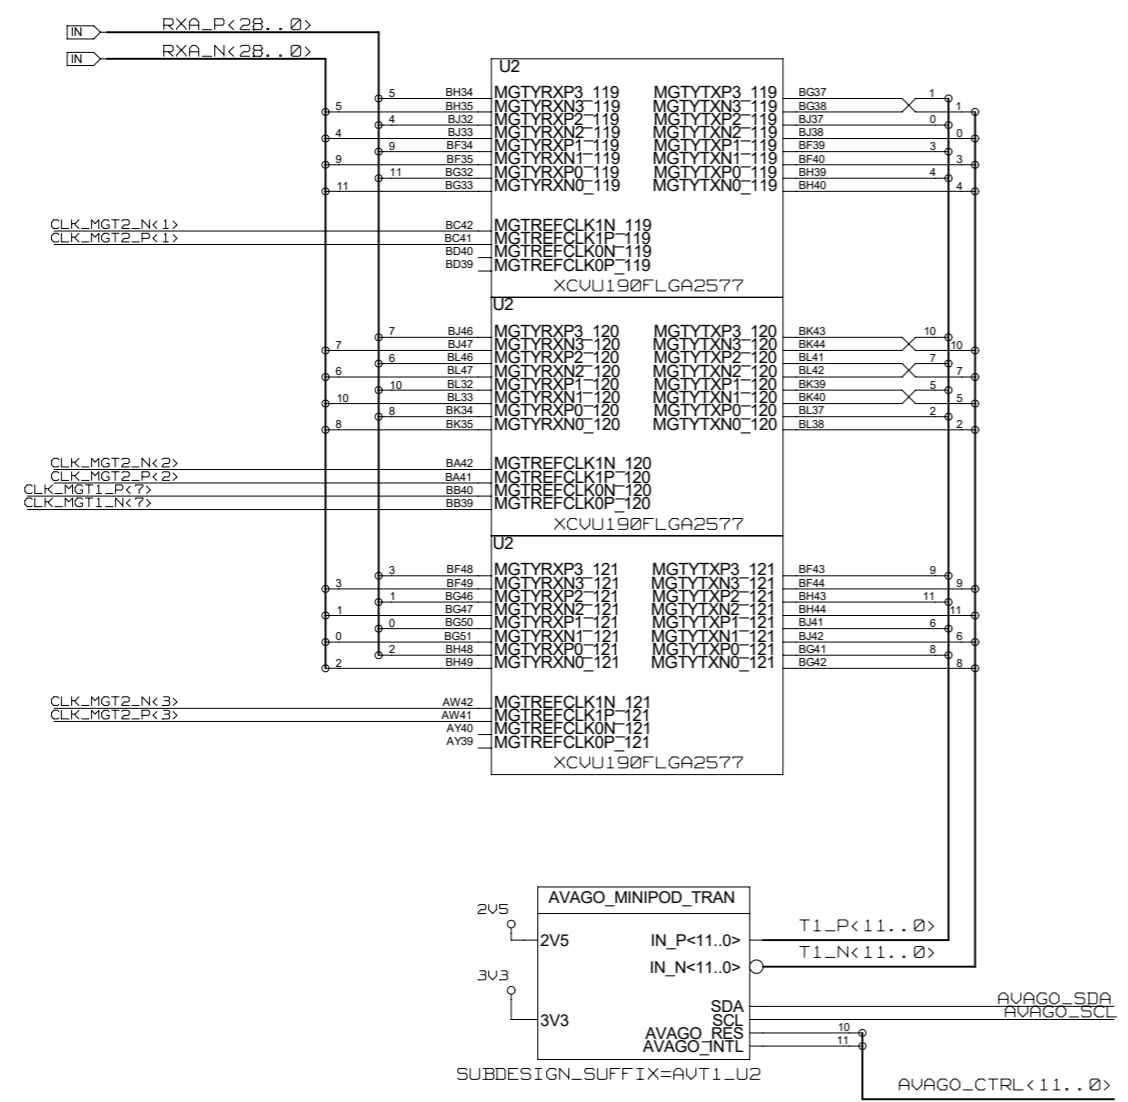 IN RXA_P<28..0>
IN RXA_N<28..0>
U2
5 BH34 MGTYRXP3_119 MGTYTXP3_119 BG37 1
5 BH35 MGTYRXN3_119 MGTYTXN3_119 BG38 1
4 BJ32 MGTYRXP2_119 MGTYTXP2_119 BJ37 0
4 BJ33 MGTYRXN2_119 MGTYTXN2_119 BJ38 0
9 BF34 MGTYRXP1_119 MGTYTXP1_119 BF39 3
9 BF35 MGTYRXN1_119 MGTYTXN1_119 BF40 3
11 BG32 MGTYRXP0_119 MGTYTXP0_119 BH39 4
11 BG33 MGTYRXN0_119 MGTYTXN0_119 BH40 4
CLK_MGT2_N<1> BC42 MGTREFCLK1N_119
CLK_MGT2_P<1> BC41 MGTREFCLK1P_119
BD40 MGTREFCLK0N_119
BD39 MGTREFCLK0P_119
XCVU190FLGA2577
U2
7 BJ46 MGTYRXP3_120 MGTYTXP3_120 BK43 10
7 BJ47 MGTYRXN3_120 MGTYTXN3_120 BK44 10
6 BL46 MGTYRXP2_120 MGTYTXP2_120 BL41 7
6 BL47 MGTYRXN2_120 MGTYTXN2_120 BL42 7
10 BL32 MGTYRXP1_120 MGTYTXP1_120 BK39 5
10 BL33 MGTYRXN1_120 MGTYTXN1_120 BK40 5
8 BK34 MGTYRXP0_120 MGTYTXP0_120 BL37 2
8 BK35 MGTYRXN0_120 MGTYTXN0_120 BL38 2
CLK_MGT2_N<2> BA42 MGTREFCLK1N_120
CLK_MGT2_P<2> BA41 MGTREFCLK1P_120
CLK_MGT1_P<7> BB40 MGTREFCLK0N_120
CLK_MGT1_N<7> BB39 MGTREFCLK0P_120
XCVU190FLGA2577
U2
3 BF48 MGTYRXP3_121 MGTYTXP3_121 BF43 9
3 BF49 MGTYRXN3_121 MGTYTXN3_121 BF44 9
1 BG46 MGTYRXP2_121 MGTYTXP2_121 BH43 11
1 BG47 MGTYRXN2_121 MGTYTXN2_121 BH44 11
0 BG50 MGTYRXP1_121 MGTYTXP1_121 BJ41 6
0 BG51 MGTYRXN1_121 MGTYTXN1_121 BJ42 6
2 BH48 MGTYRXP0_121 MGTYTXP0_121 BG41 8
2 BH49 MGTYRXN0_121 MGTYTXN0_121 BG42 8
CLK_MGT2_N<3> AW42 MGTREFCLK1N_121
CLK_MGT2_P<3> AW41 MGTREFCLK1P_121
AY40 MGTREFCLK0N_121
AY39 MGTREFCLK0P_121
XCVU190FLGA2577
AVAGO_MINIPOD_TRAN
2V5
2V5 IN_P<11..0> T1_P<11..0>
IN_N<11..0> T1_N<11..0>
3V3
SDA AVAGO_SDA
3V3 SCL AVAGO_SCL
AVAGO_RES 10
AVAGO_INTL 11
SUBDESIGN_SUFFIX=AVT1_U2
AVAGO_CTRL<11..0>